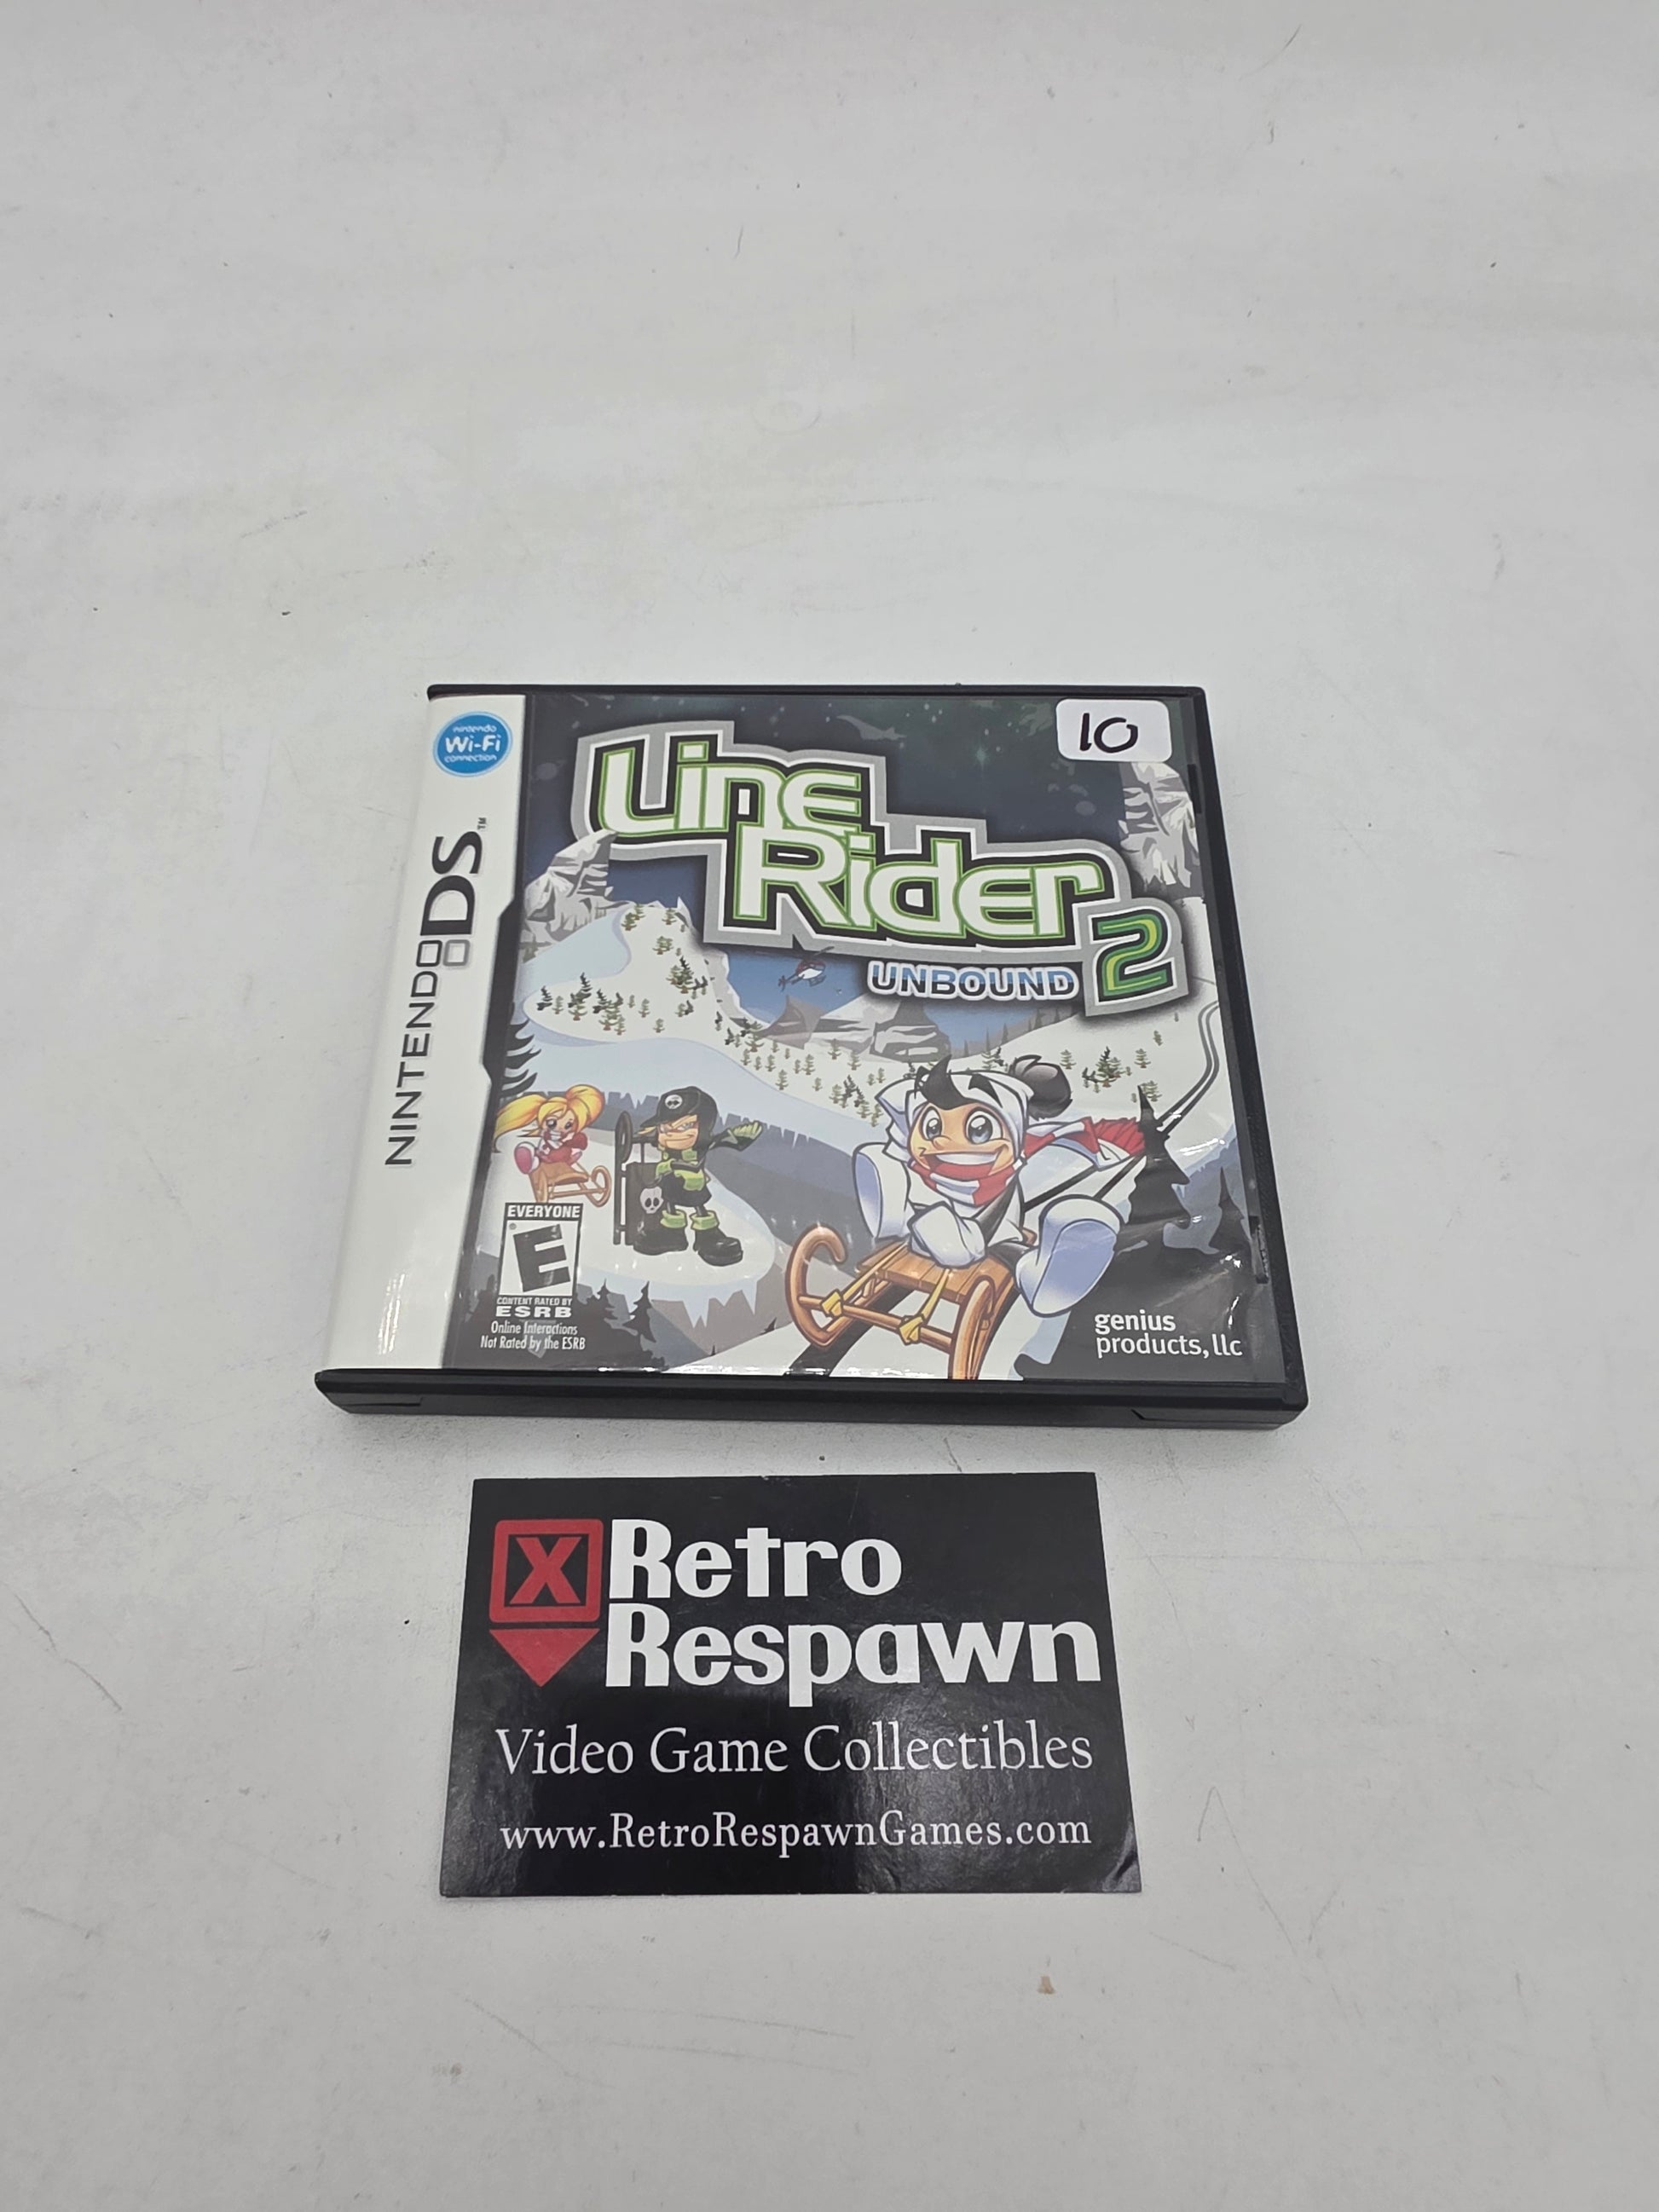 nintendo
Wi-Fi
connection
NINTENDO DS™
10
Line
Rider
2
UNBOUND
EVERYONE
E
CONTENT RATED BY
ESRB
Online Interactions
Not Rated by the ESRB
genius
products, llc
X
Retro
Respawn
Video Game Collectibles
www.RetroRespawnGames.com